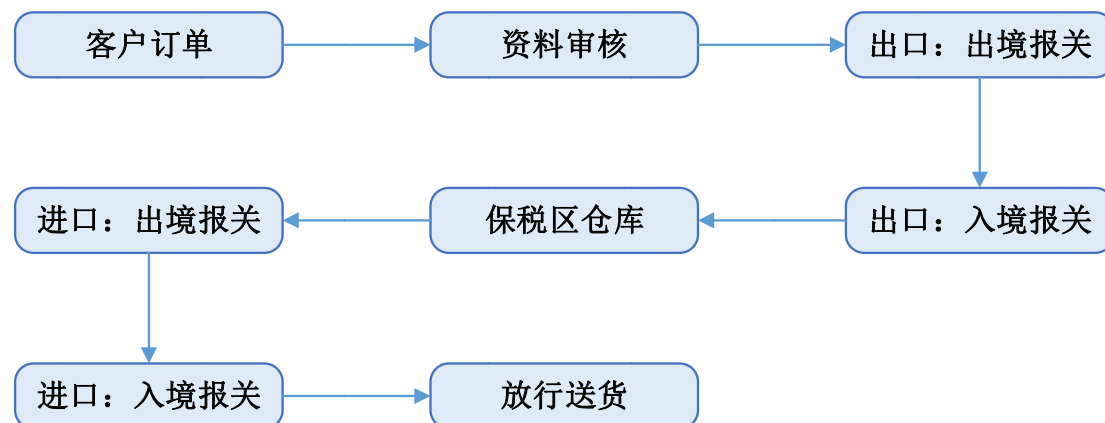 客户订单
资料审核
出口：出境报关
出口：入境报关
保税区仓库
进口：出境报关
进口：入境报关
放行送货